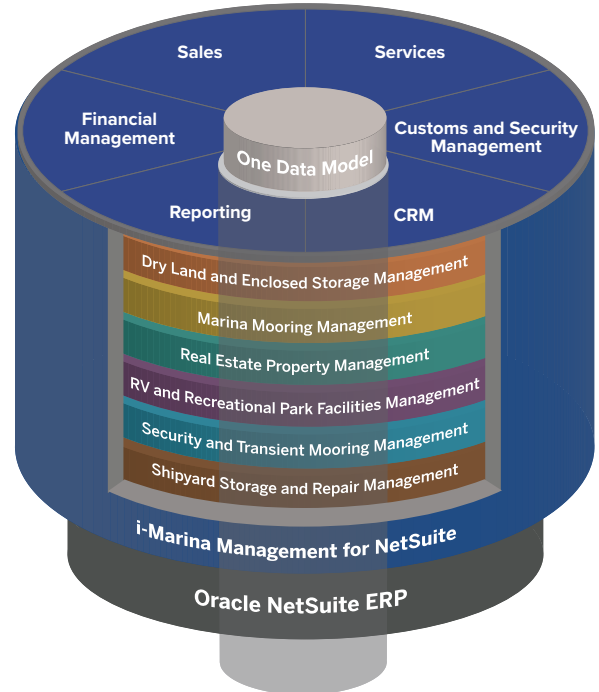 Sales
Services
Financial
Management
Customs and Security
Management
One Data Model
Reporting
CRM
Dry Land and Enclosed Storage Management
Marina Mooring Management
Real Estate Property Management
RV and Recreational Park Facilities Management
Security and Transient Mooring Management
Shipyard Storage and Repair Management
i-Marina Management for NetSuite
Oracle NetSuite ERP